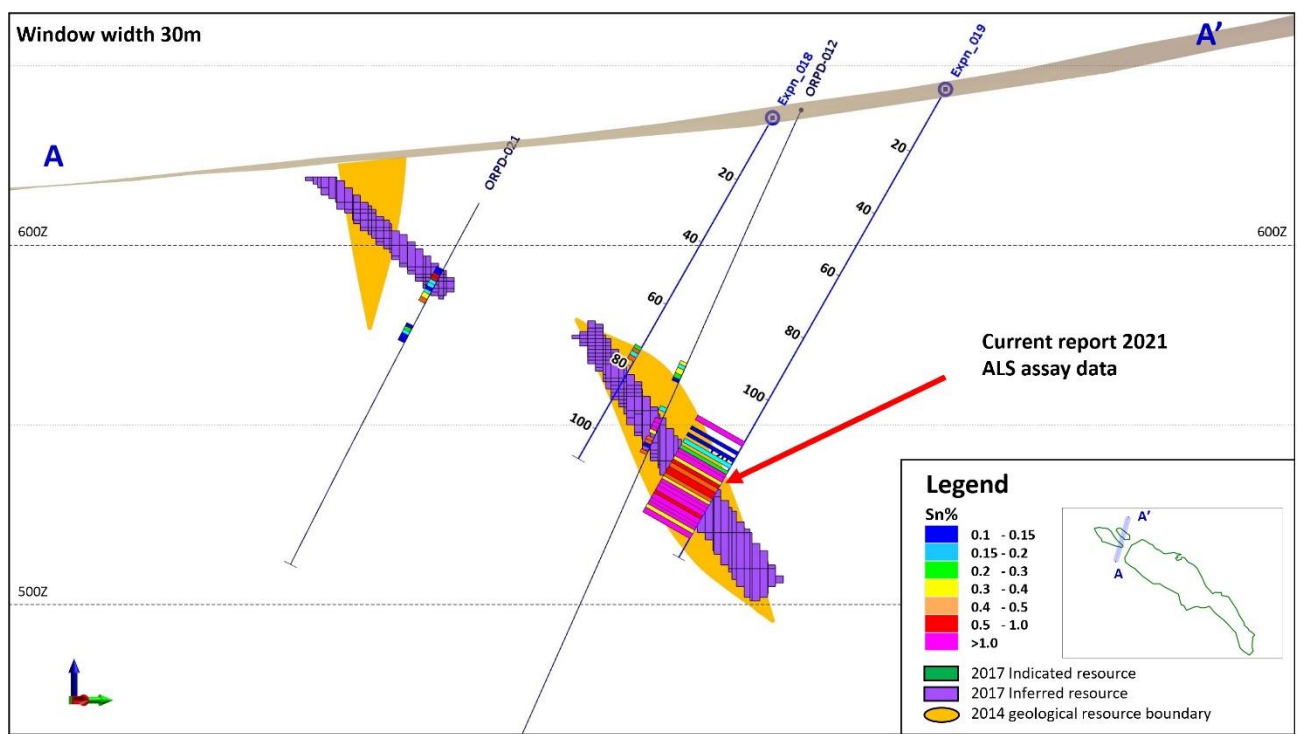 Window width 30m
A
A'
Expn_018
ORPD-012
Expn_019
ORPD-021
20
40
60
80
100
20
40
60
80
100
600Z
600Z
500Z
Current report 2021
ALS assay data
Legend
Sn%
0.1 - 0.15
0.15 - 0.2
0.2 - 0.3
0.3 - 0.4
0.4 - 0.5
0.5 - 1.0
>1.0
2017 Indicated resource
2017 Inferred resource
2014 geological resource boundary
A'
A